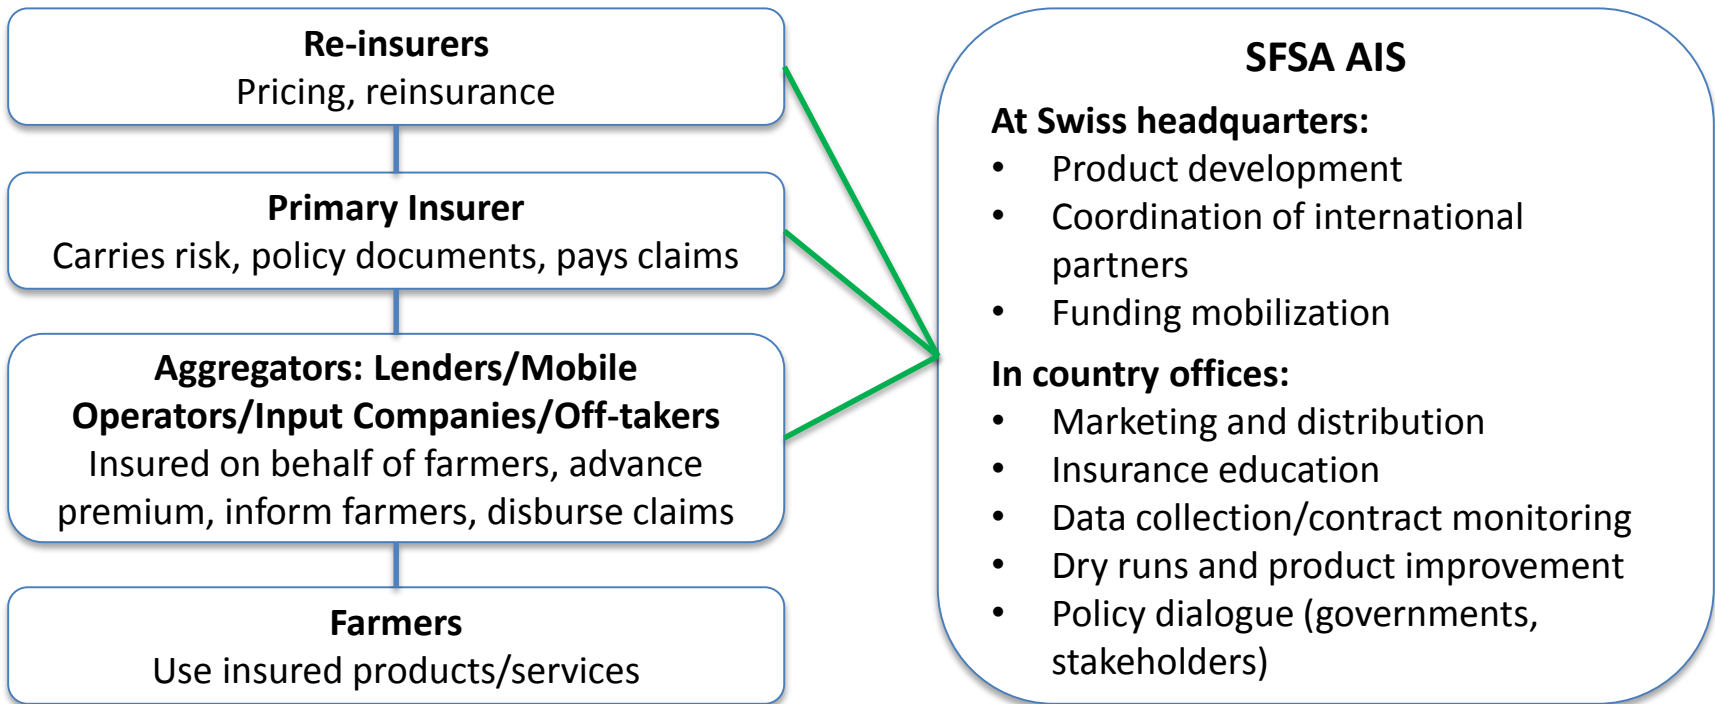 Re-insurers
Pricing, reinsurance
Primary Insurer
Carries risk, policy documents, pays claims
Aggregators: Lenders/Mobile
Operators/Input Companies/Off-takers
Insured on behalf of farmers, advance
premium, inform farmers, disburse claims
Farmers
Use insured products/services
SFSA AIS
At Swiss headquarters:
• Product development
• Coordination of international
partners
• Funding mobilization
In country offices:
• Marketing and distribution
• Insurance education
• Data collection/contract monitoring
• Dry runs and product improvement
• Policy dialogue (governments,
stakeholders)